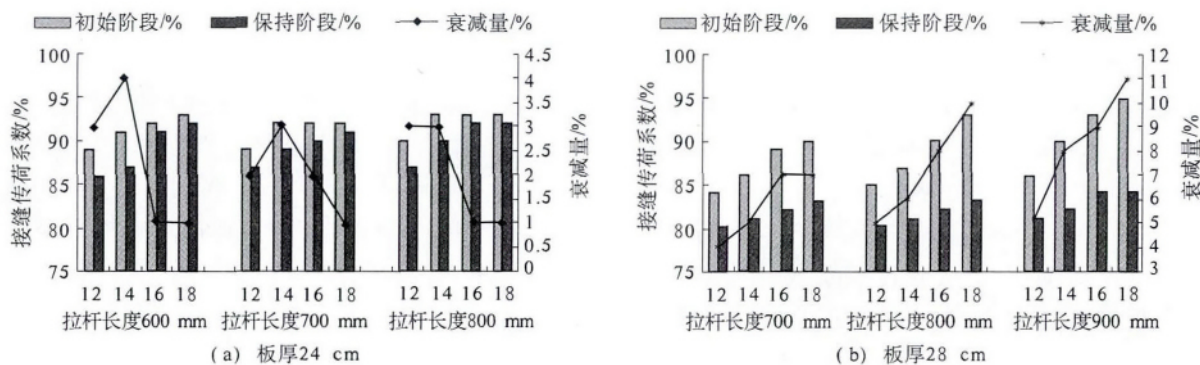 初始阶段/% 保持阶段/% 衰减量/%
100
95
90
85
80
75
接缝传荷系数/%
4.5
4
3.5
3
2.5
2
1.5
1
0.5
0
衰减量/%
12 14 16 18 12 14 16 18 12 14 16 18
拉杆长度600 mm 拉杆长度700 mm 拉杆长度800 mm
(a) 板厚24 cm
初始阶段/% 保持阶段/% 衰减量/%
100
95
90
85
80
75
接缝传荷系数/%
12
11
10
9
8
7
6
5
4
3
衰减量/%
12 14 16 18 12 14 16 18 12 14 16 18
拉杆长度700 mm 拉杆长度800 mm 拉杆长度900 mm
(b) 板厚28 cm